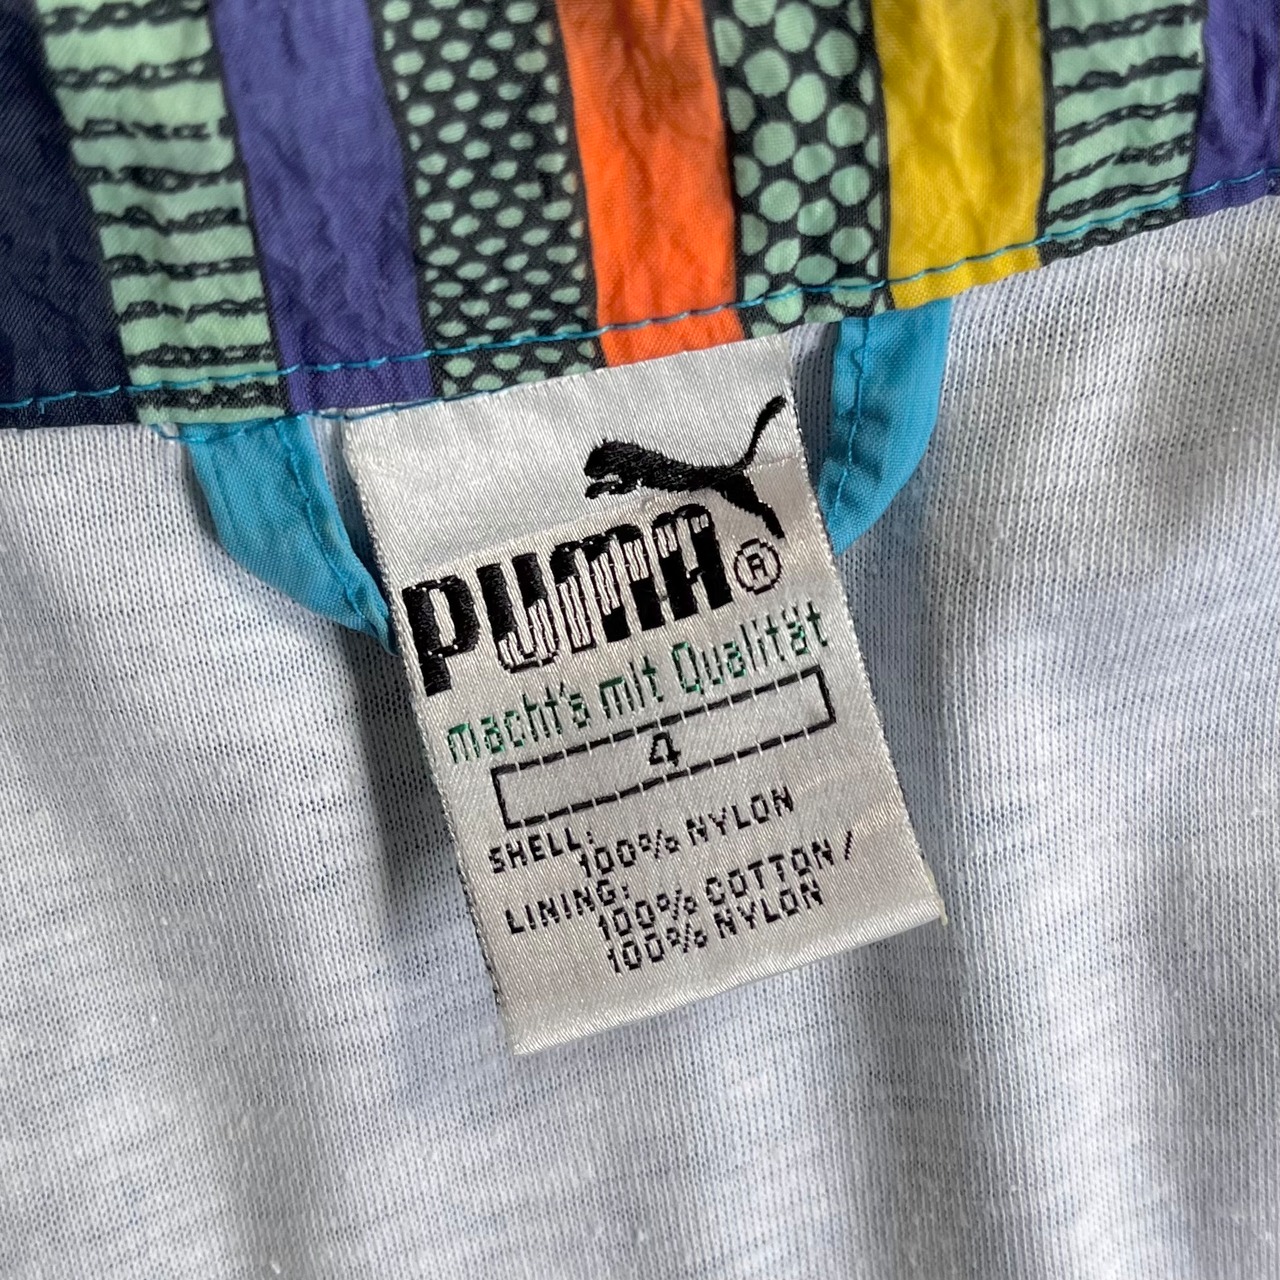 PUMA®
macht's mit Qualität
4
SHELL:
100% NYLON
LINING:
100% COTTON/
100% NYLON